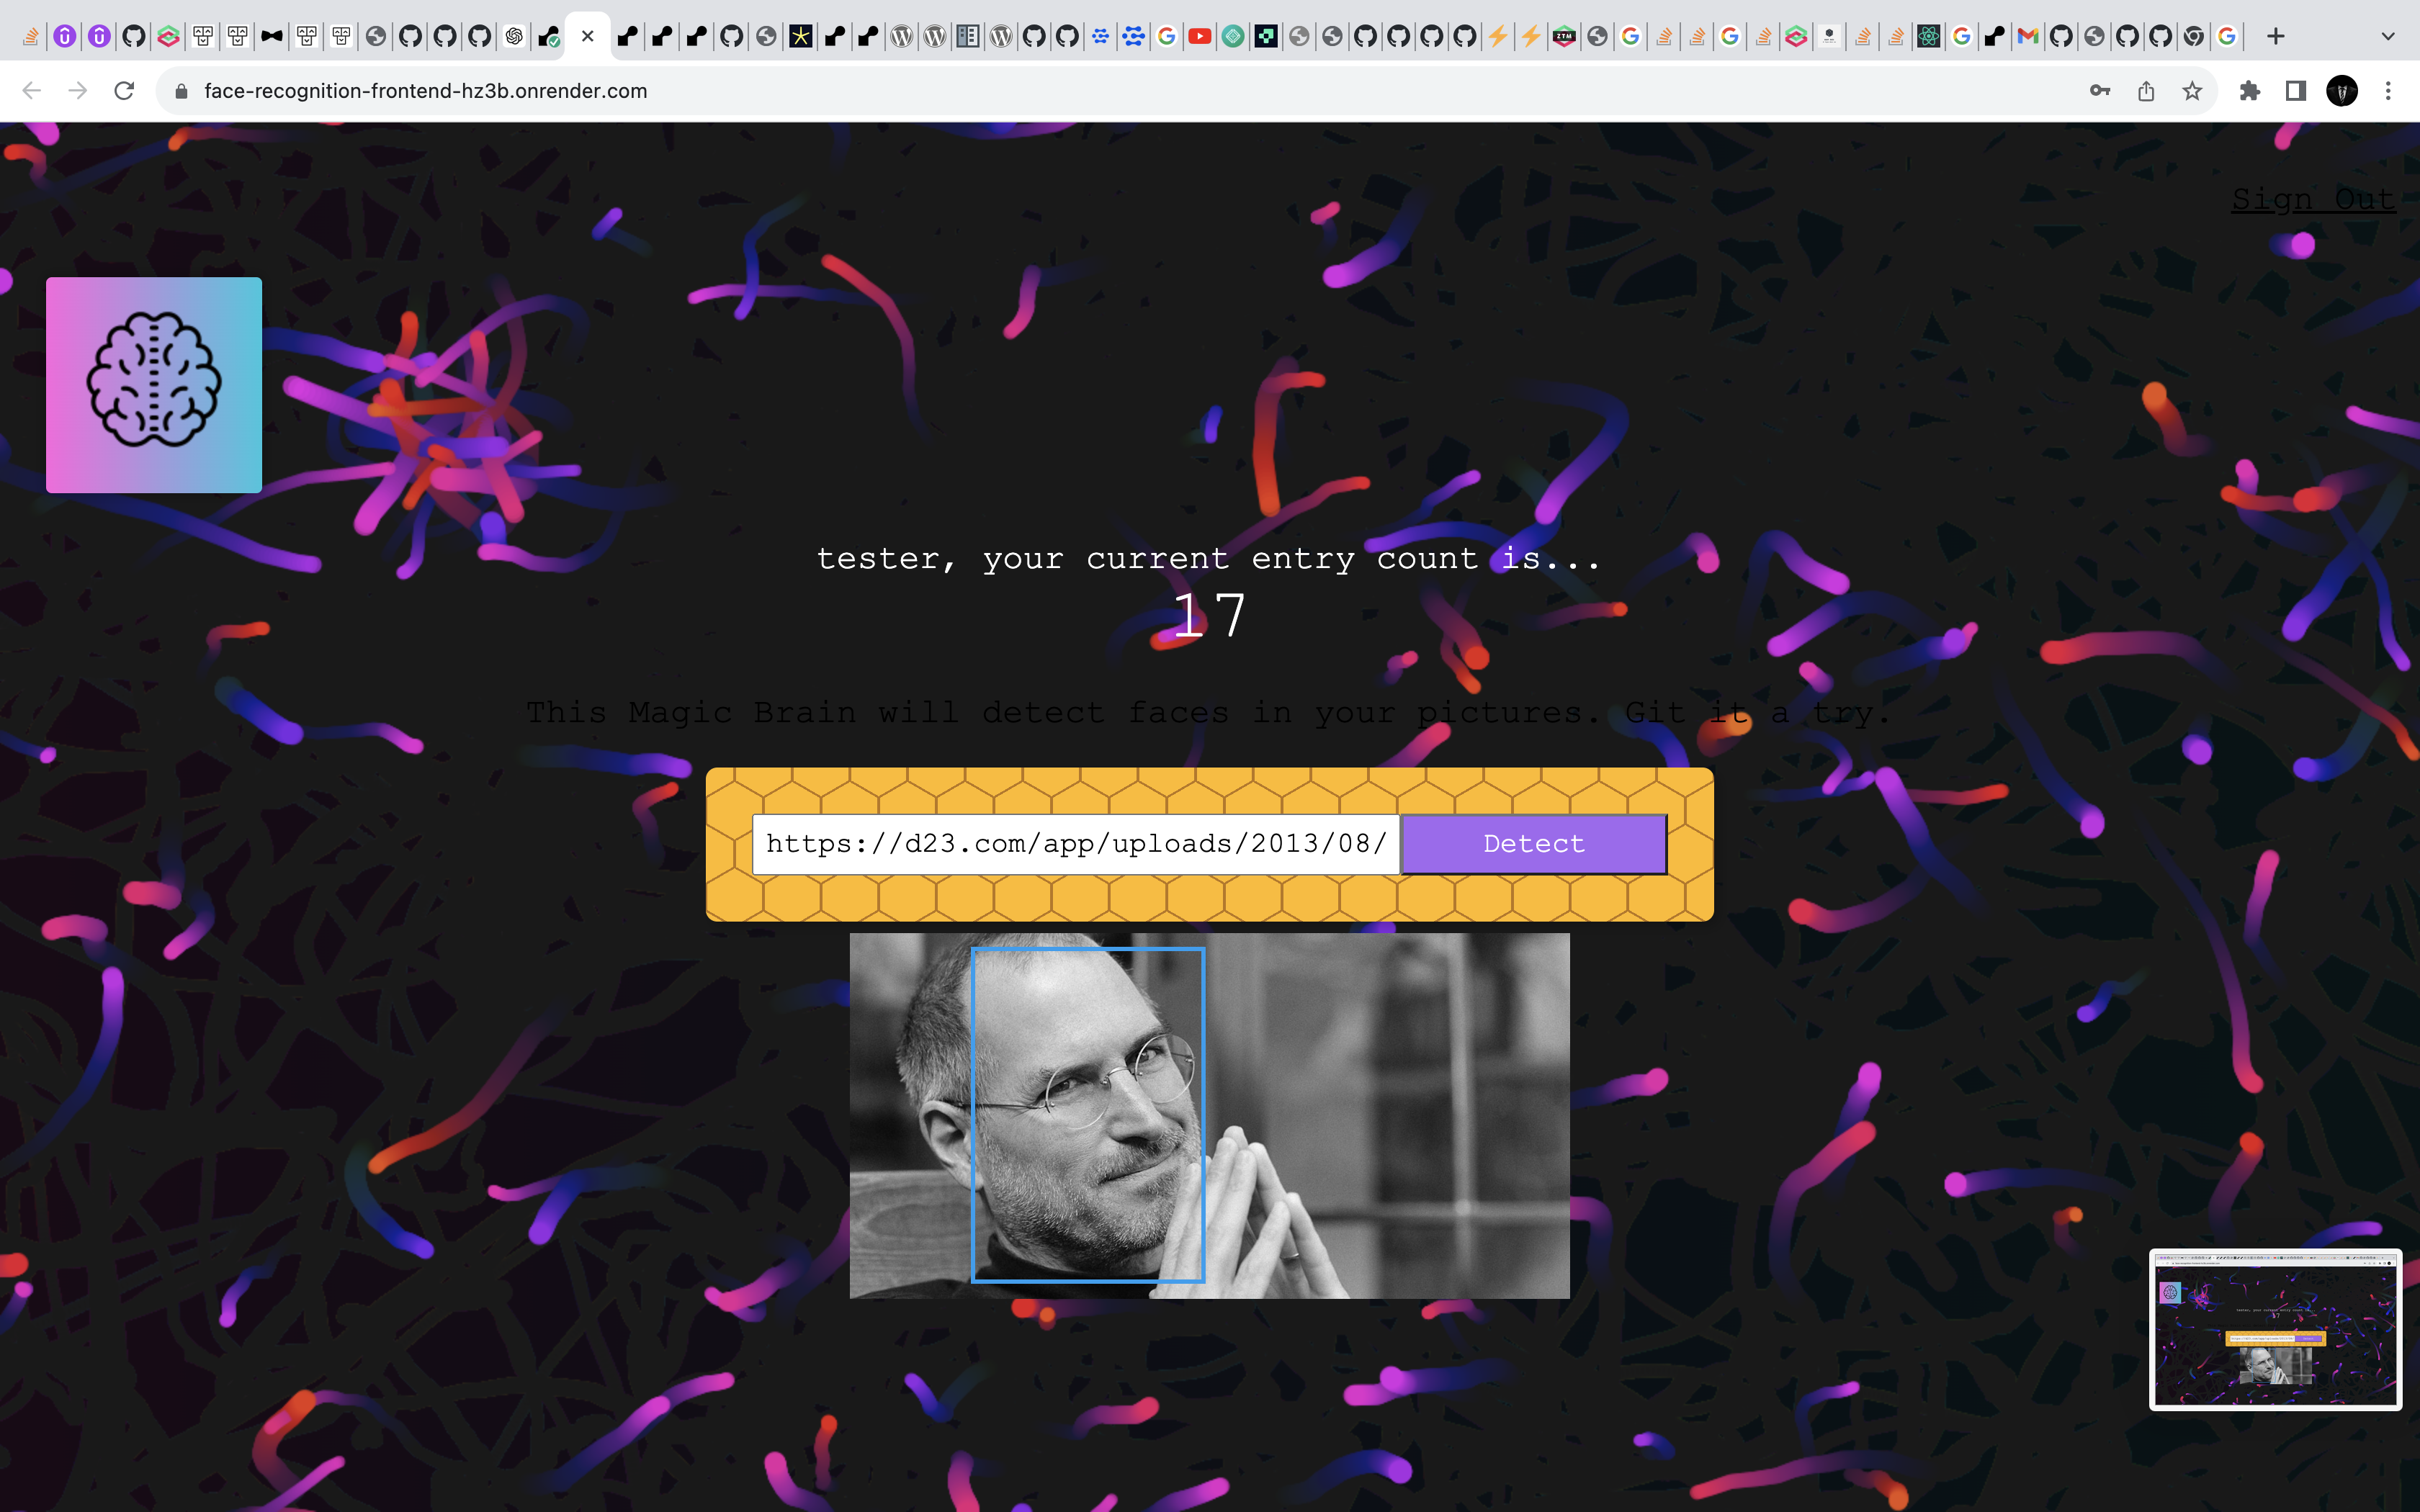 face-recognition-frontend-hz3b.onrender.com
Sign Out
tester, your current entry count is...
17
This Magic Brain will detect faces in your pictures. Git it a try.
https://d23.com/app/uploads/2013/08/
Detect